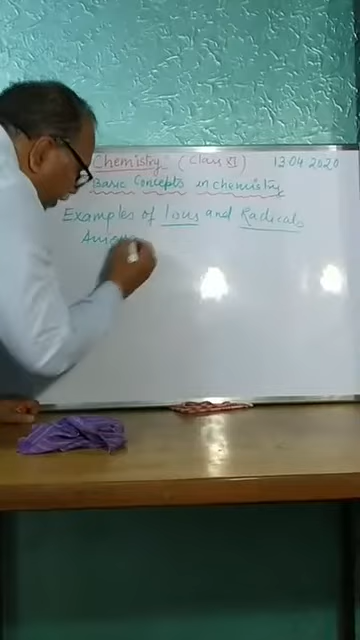 Chemistry (Class XI) 13.04.2020
Basic Concepts in Chemistry
Examples of Ions and Radicals